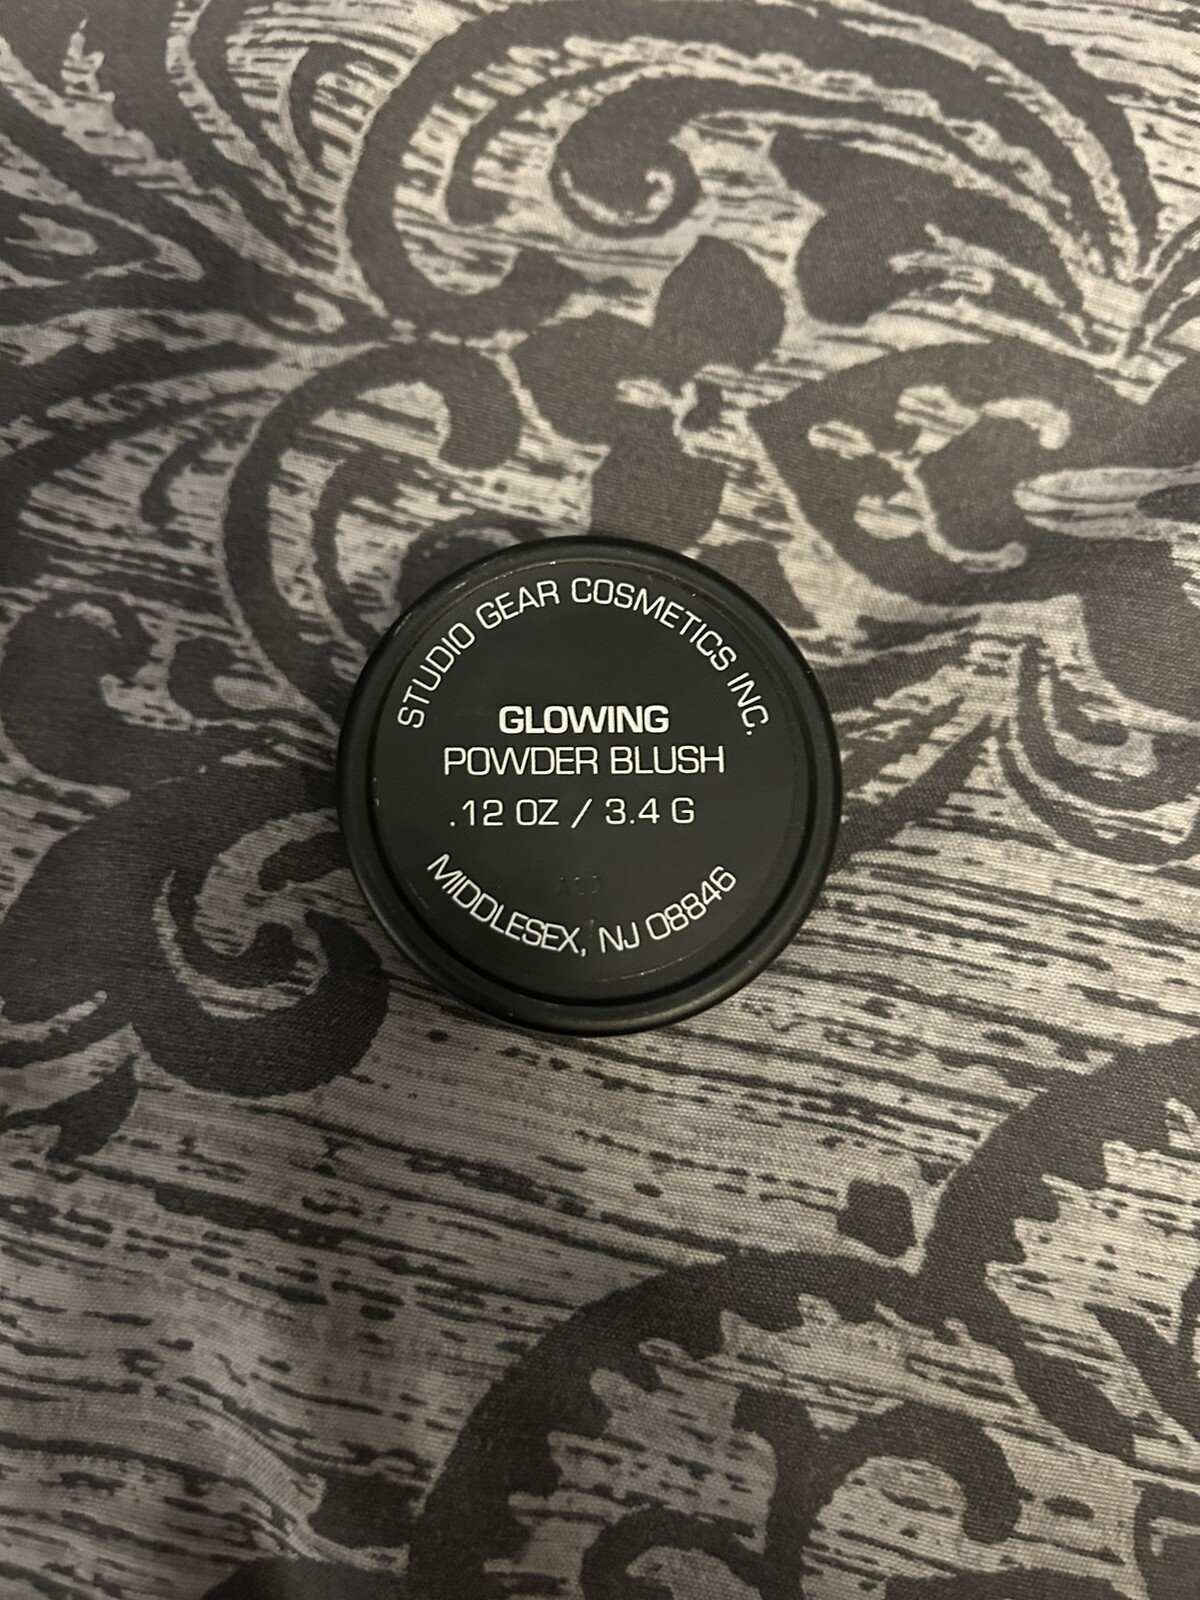 STUDIO GEAR COSMETICS INC.
GLOWING
POWDER BLUSH
.12 OZ / 3.4 G
MIDDLESEX, NJ 08846